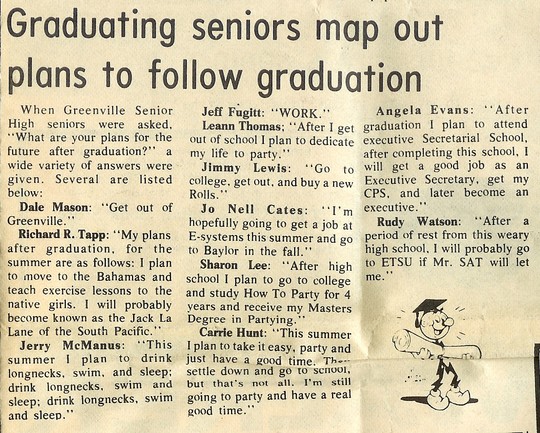 Graduating seniors map out
plans to follow graduation
When Greenville Senior
High seniors were asked,
"What are your plans for the
future after graduation?" a
wide variety of answers were
given. Several are listed
below:
Dale Mason: "Get out of
Greenville."
Richard R. Tapp: "My plans
after graduation, for the
summer are as follows: I plan
to move to the Bahamas and
teach exercise lessons to the
native girls. I will probably
become known as the Jack La
Lane of the South Pacific."
Jerry McManus: "This
summer I plan to drink
longnecks, swim, and sleep;
drink longnecks, swim and
sleep; drink longnecks, swim
and sleep."
Jeff Fugitt: "WORK."
Leann Thomas; "After I get
out of school I plan to dedicate
my life to party."
Jimmy Lewis: "Go to
college, get out, and buy a new
Rolls."
Jo Nell Cates: "I'm
hopefully going to get a job at
E-systems this summer and go
to Baylor in the fall."
Sharon Lee: "After high
school I plan to go to college
and study How To Party for 4
years and receive my Masters
Degree in Partying."
Carrie Hunt: "This summer
I plan to take it easy, party and
just have a good time. Then
settle down and go to school,
but that's not all. I'm still
going to party and have a real
good time."
Angela Evans: "After
graduation I plan to attend
executive Secretarial School,
after completing this school, I
will get a good job as an
Executive Secretary, get my
CPS, and later become an
executive."
Rudy Watson: "After a
period of rest from this weary
high school, I will probably go
to ETSU if Mr. SAT will let
me."